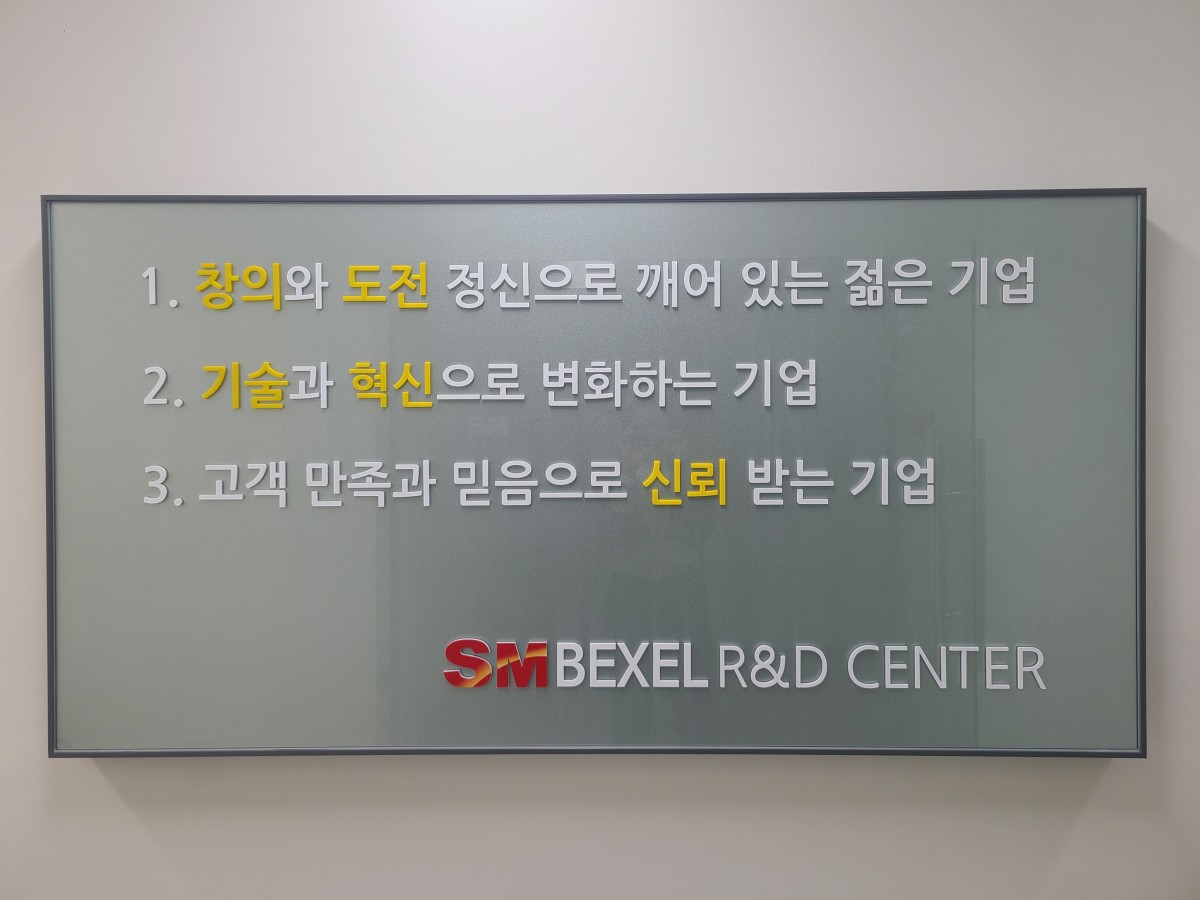 1. 창의와 도전 정신으로 깨어 있는 젊은 기업
2. 기술과 혁신으로 변화하는 기업
3. 고객 만족과 믿음으로 신뢰 받는 기업
SM BEXEL R&D CENTER